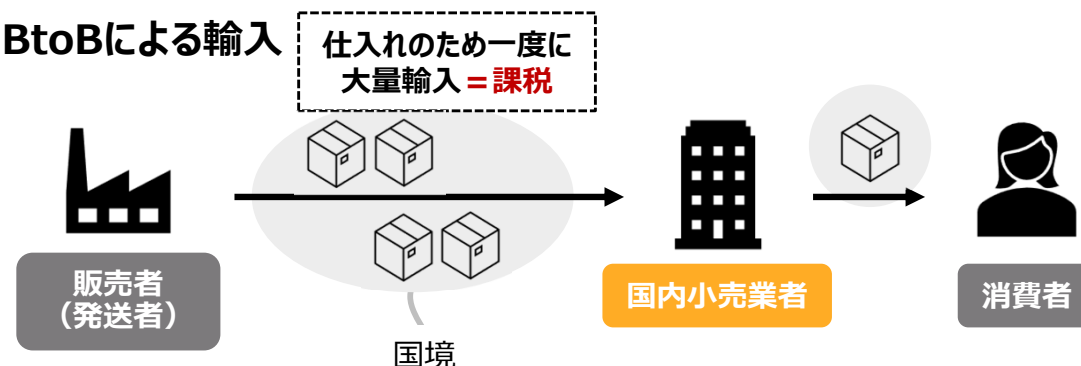 BtoBによる輸入
仕入れのため一度に
大量輸入=課税
販売者
（発送者）
国内小売業者
消費者
国境